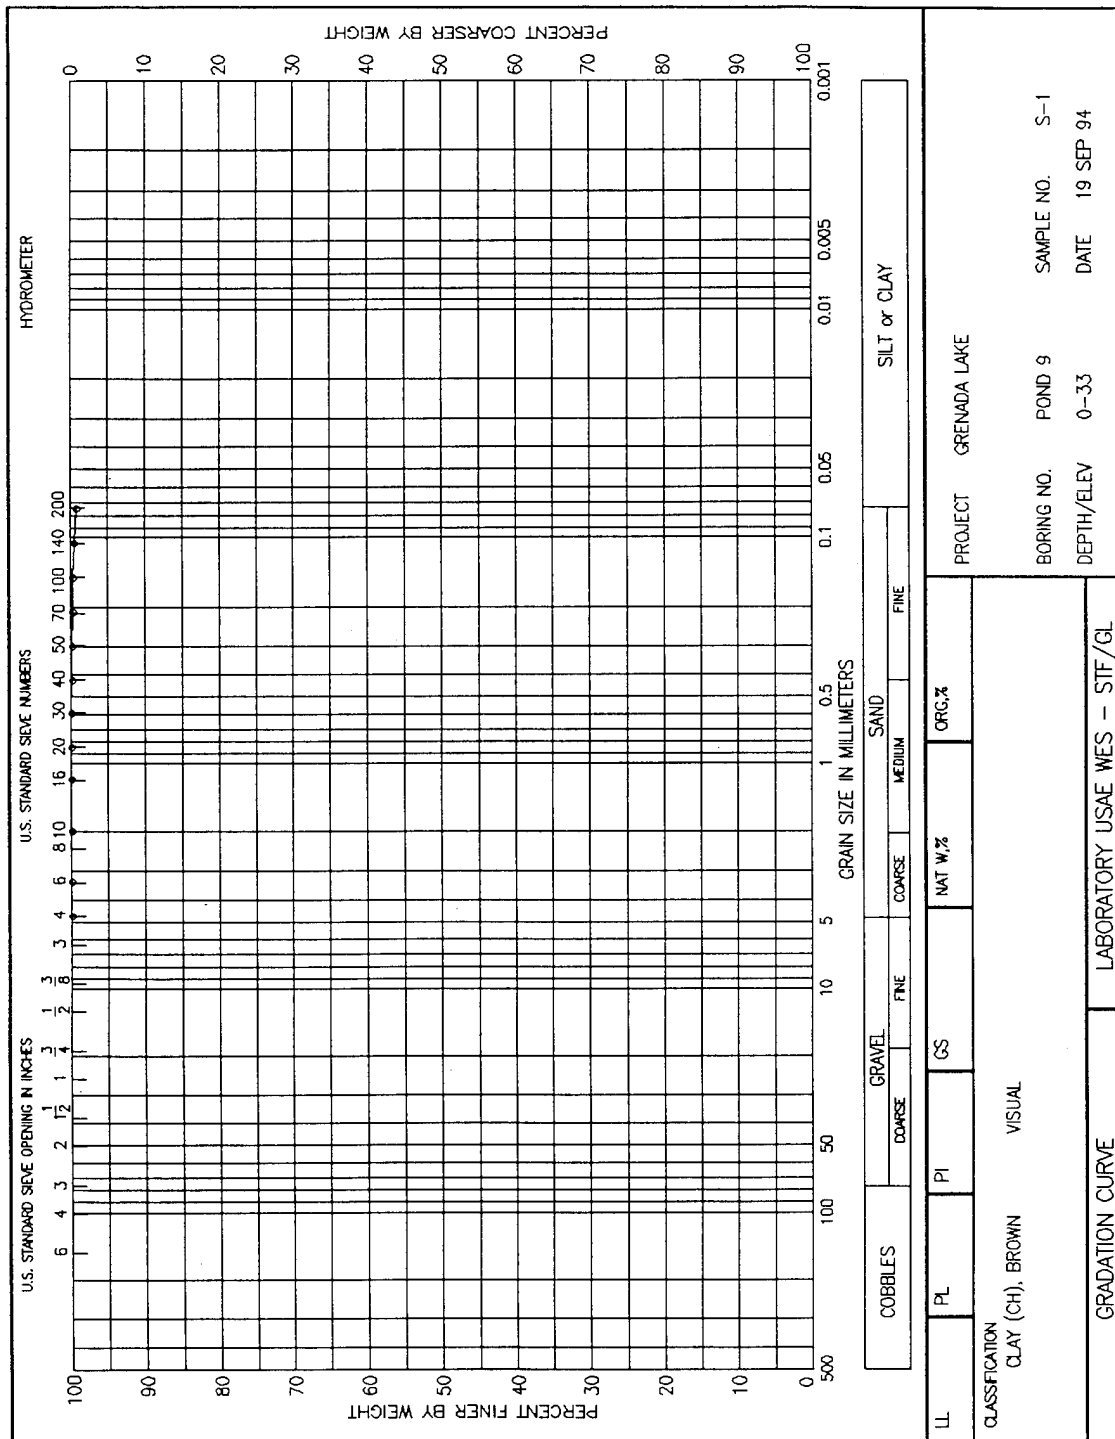 U.S. STANDARD SIEVE OPENING IN INCHES U.S. STANDARD SIEVE NUMBERS HYDROMETER
6 4 3 2 1 1/2 1 3/4 1/2 3/8 3 4 6 8 10 16 20 30 40 50 70 100 140 200
PERCENT FINER BY WEIGHT
100
90
80
70
60
50
40
30
20
10
0
PERCENT COARSER BY WEIGHT
0
10
20
30
40
50
60
70
80
90
100
500 100 50 10 5 1 0.5 0.1 0.05 0.01 0.005 0.001
GRAIN SIZE IN MILLIMETERS
COBBLES GRAVEL SAND SILT or CLAY
COARSE FINE COARSE MEDIUM FINE
LL PL PI GS NAT W,% ORG,%
CLASSIFICATION
CLAY (CH), BROWN VISUAL
PROJECT GRENADA LAKE
BORING NO. POND 9 SAMPLE NO. S-1
DEPTH/ELEV 0-33 DATE 19 SEP 94
GRADATION CURVE LABORATORY USAE WES - STF/GL